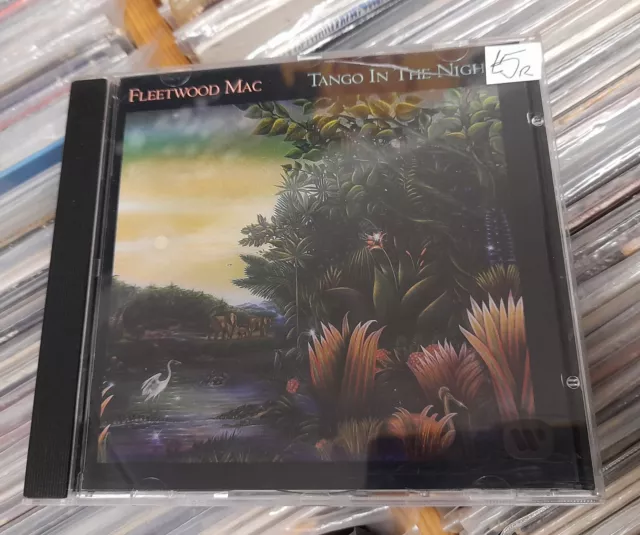 FLEETWOOD MAC
TANGO IN THE NIGH
£5